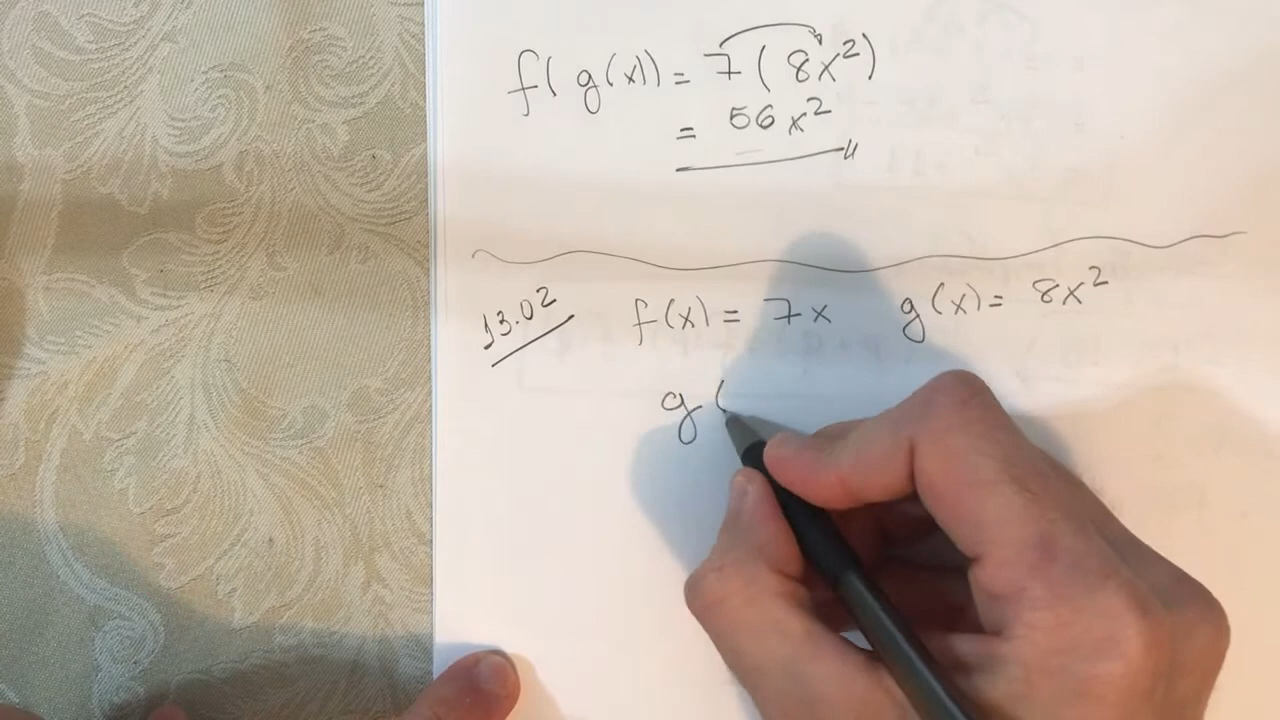 f(g(x)) = 7(8x²)
= 56x²
13.02 f(x) = 7x g(x) = 8x²
g(